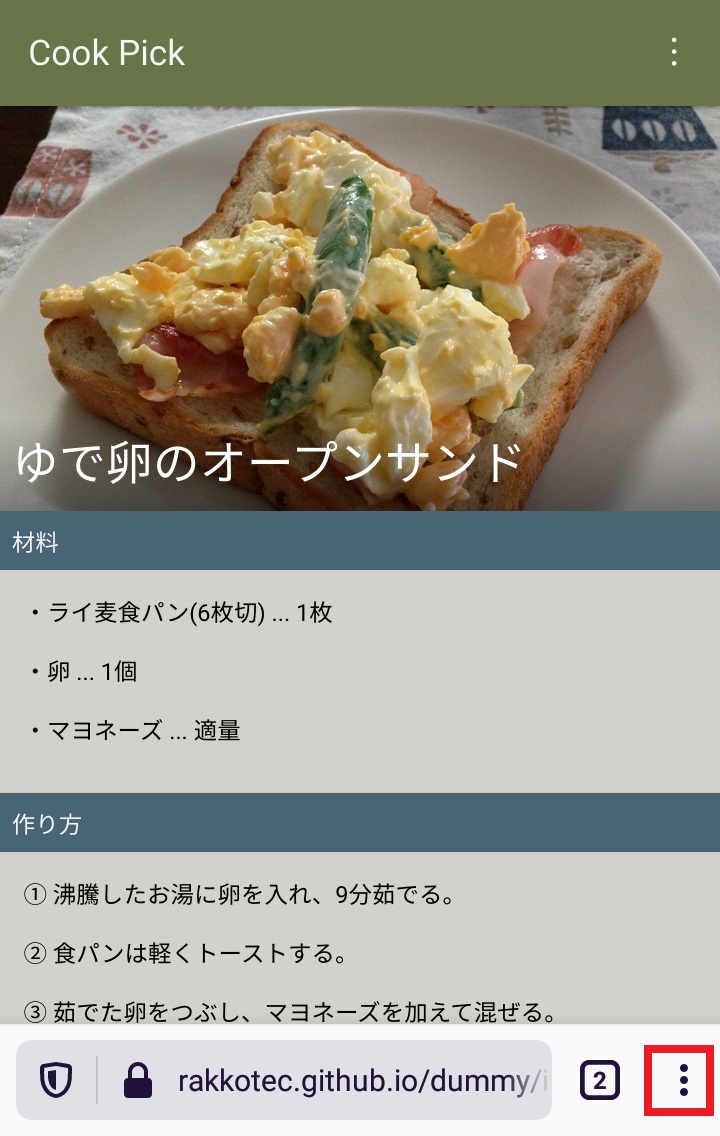 Cook Pick
ゆで卵のオープンサンド
材料
・ライ麦食パン(6枚切) ... 1枚
・卵 ... 1個
・マヨネーズ ... 適量
作り方
① 沸騰したお湯に卵を入れ、9分茹でる。
② 食パンは軽くトーストする。
③ 茹でた卵をつぶし、マヨネーズを加えて混ぜる。
rakkotec.github.io/dummy/i
2